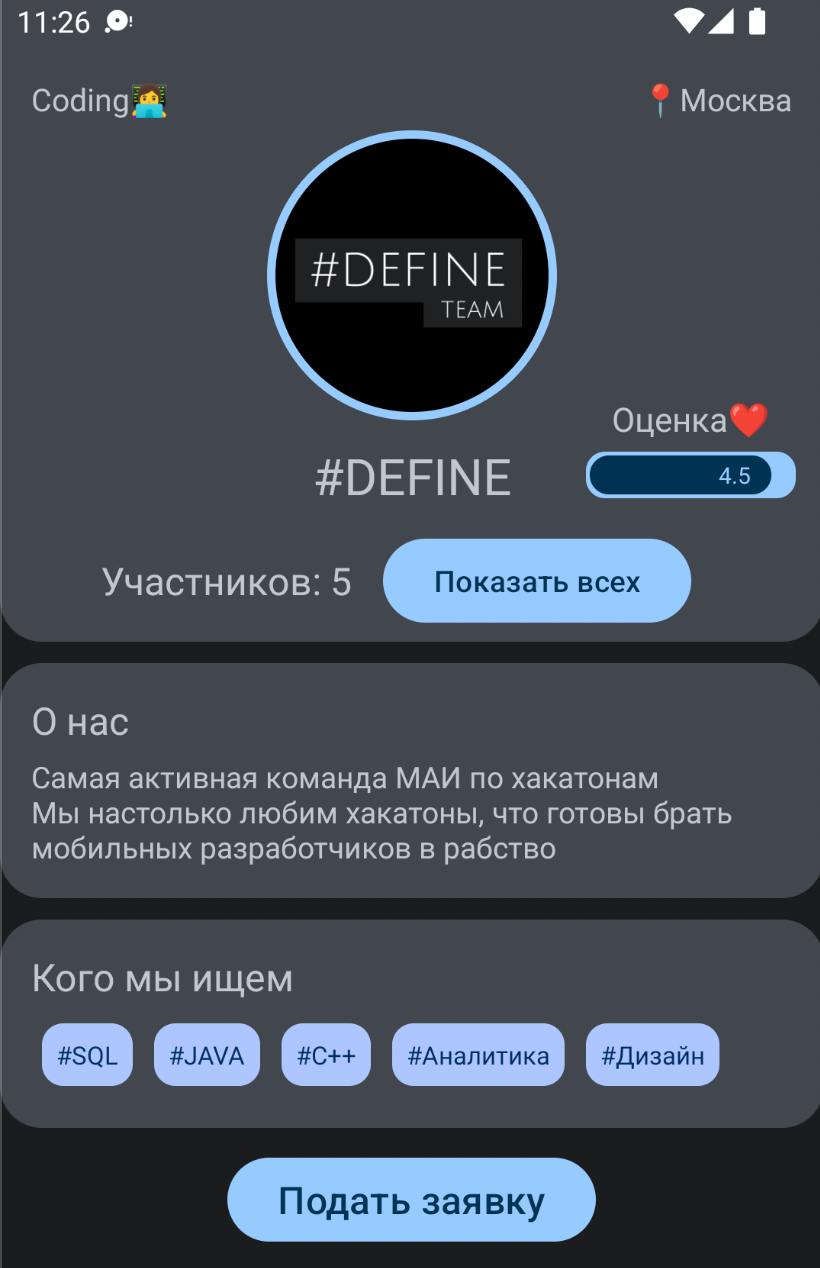 11:26
Coding👩‍💻
📍Москва
#DEFINE
TEAM
Оценка❤️
#DEFINE
4.5
Участников: 5
Показать всех
О нас
Самая активная команда МАИ по хакатонам
Мы настолько любим хакатоны, что готовы брать
мобильных разработчиков в рабство
Кого мы ищем
#SQL #JAVA #C++ #Аналитика #Дизайн
Подать заявку